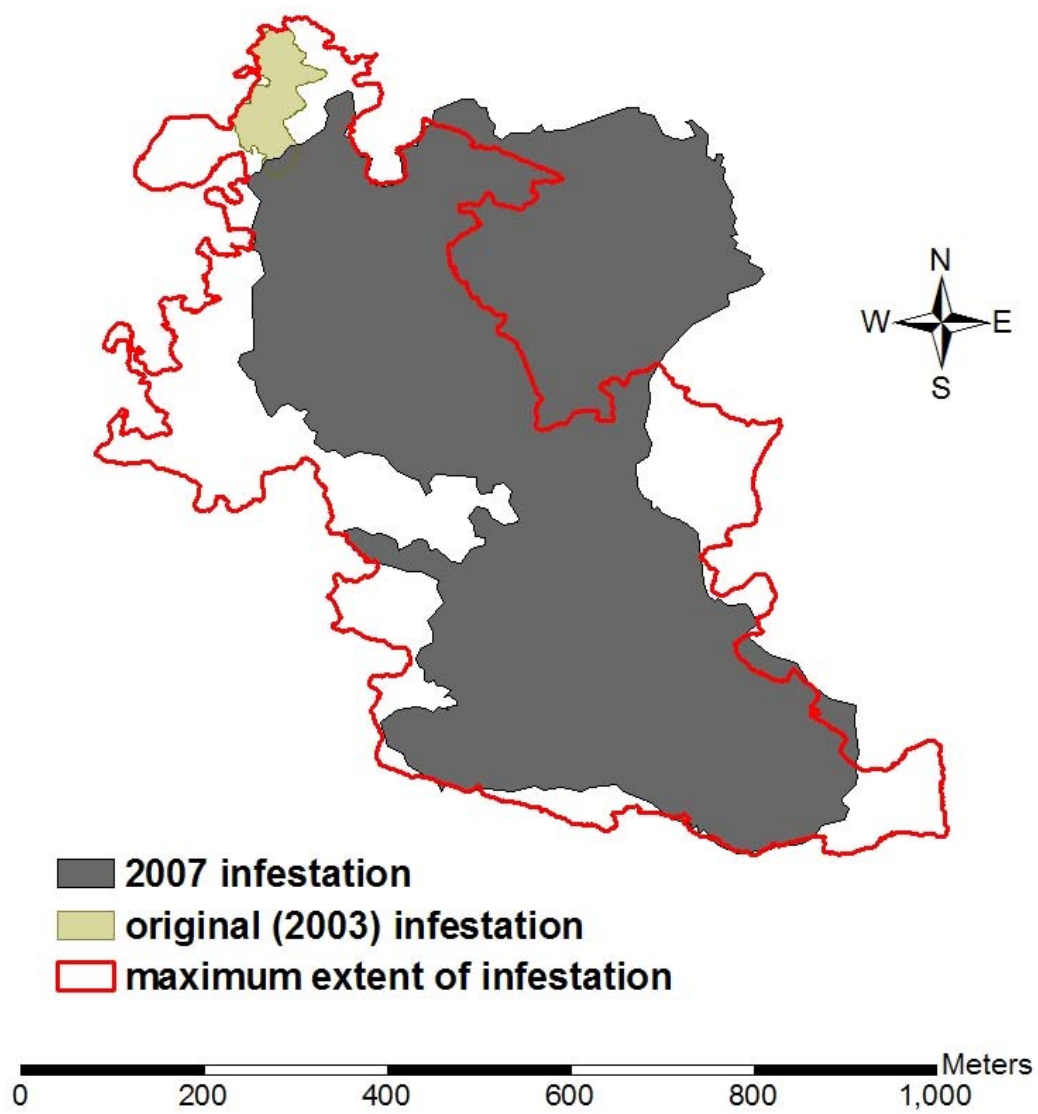 N
W E
S
2007 infestation
original (2003) infestation
maximum extent of infestation
Meters
0 200 400 600 800 1,000